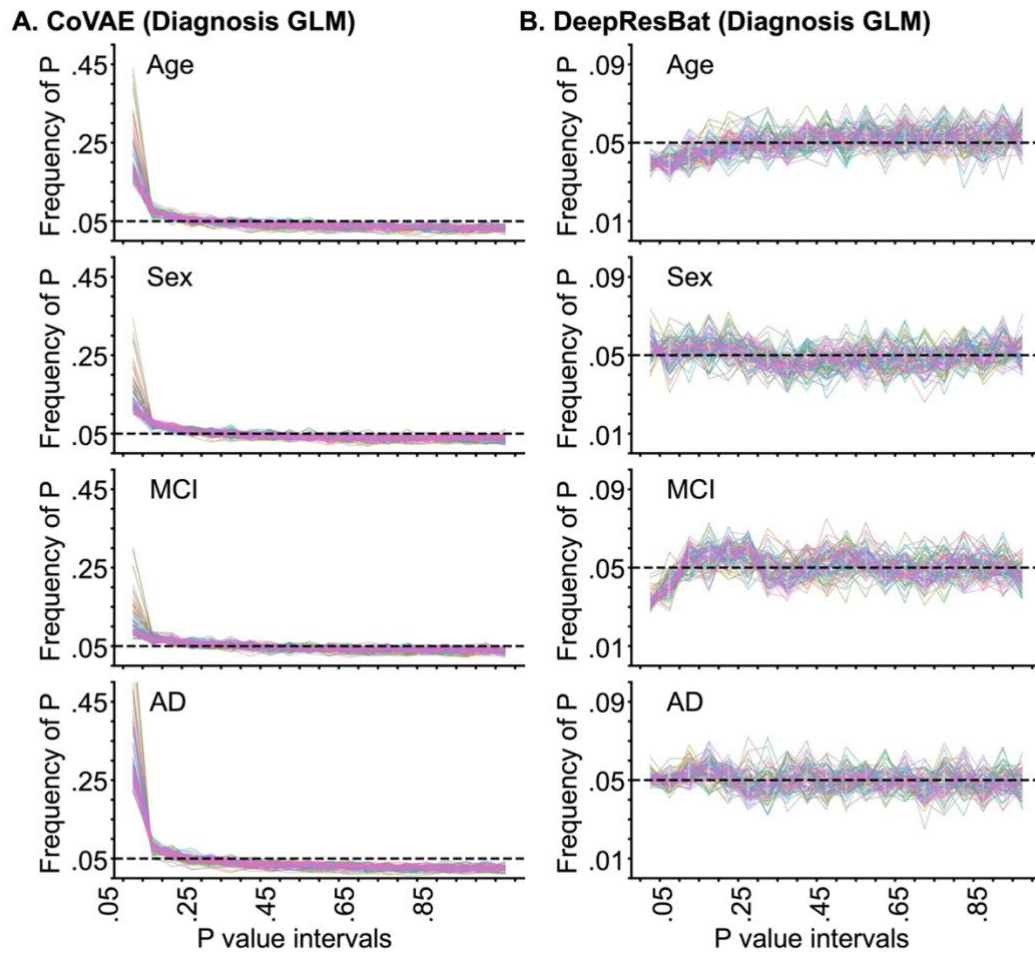 A. CoVAE (Diagnosis GLM)
Frequency of P
.45
.25
.05
Age
Frequency of P
.45
.25
.05
Sex
Frequency of P
.45
.25
.05
MCI
Frequency of P
.45
.25
.05
AD
.05 .25 .45 .65 .85
P value intervals
B. DeepResBat (Diagnosis GLM)
Frequency of P
.09
.05
.01
Age
Frequency of P
.09
.05
.01
Sex
Frequency of P
.09
.05
.01
MCI
Frequency of P
.09
.05
.01
AD
.05 .25 .45 .65 .85
P value intervals